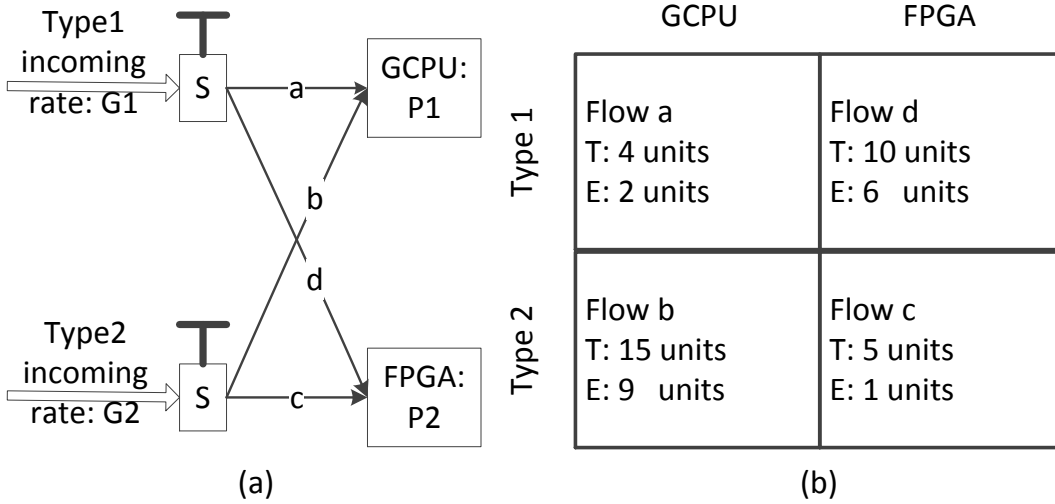 Type1
incoming
rate: G1
S
a
GCPU:
P1
b
d
Type2
incoming
rate: G2
S
c
FPGA:
P2
(a)
GCPU
FPGA
Type 1
Flow a
T: 4 units
E: 2 units
Flow d
T: 10 units
E: 6 units
Type 2
Flow b
T: 15 units
E: 9 units
Flow c
T: 5 units
E: 1 units
(b)